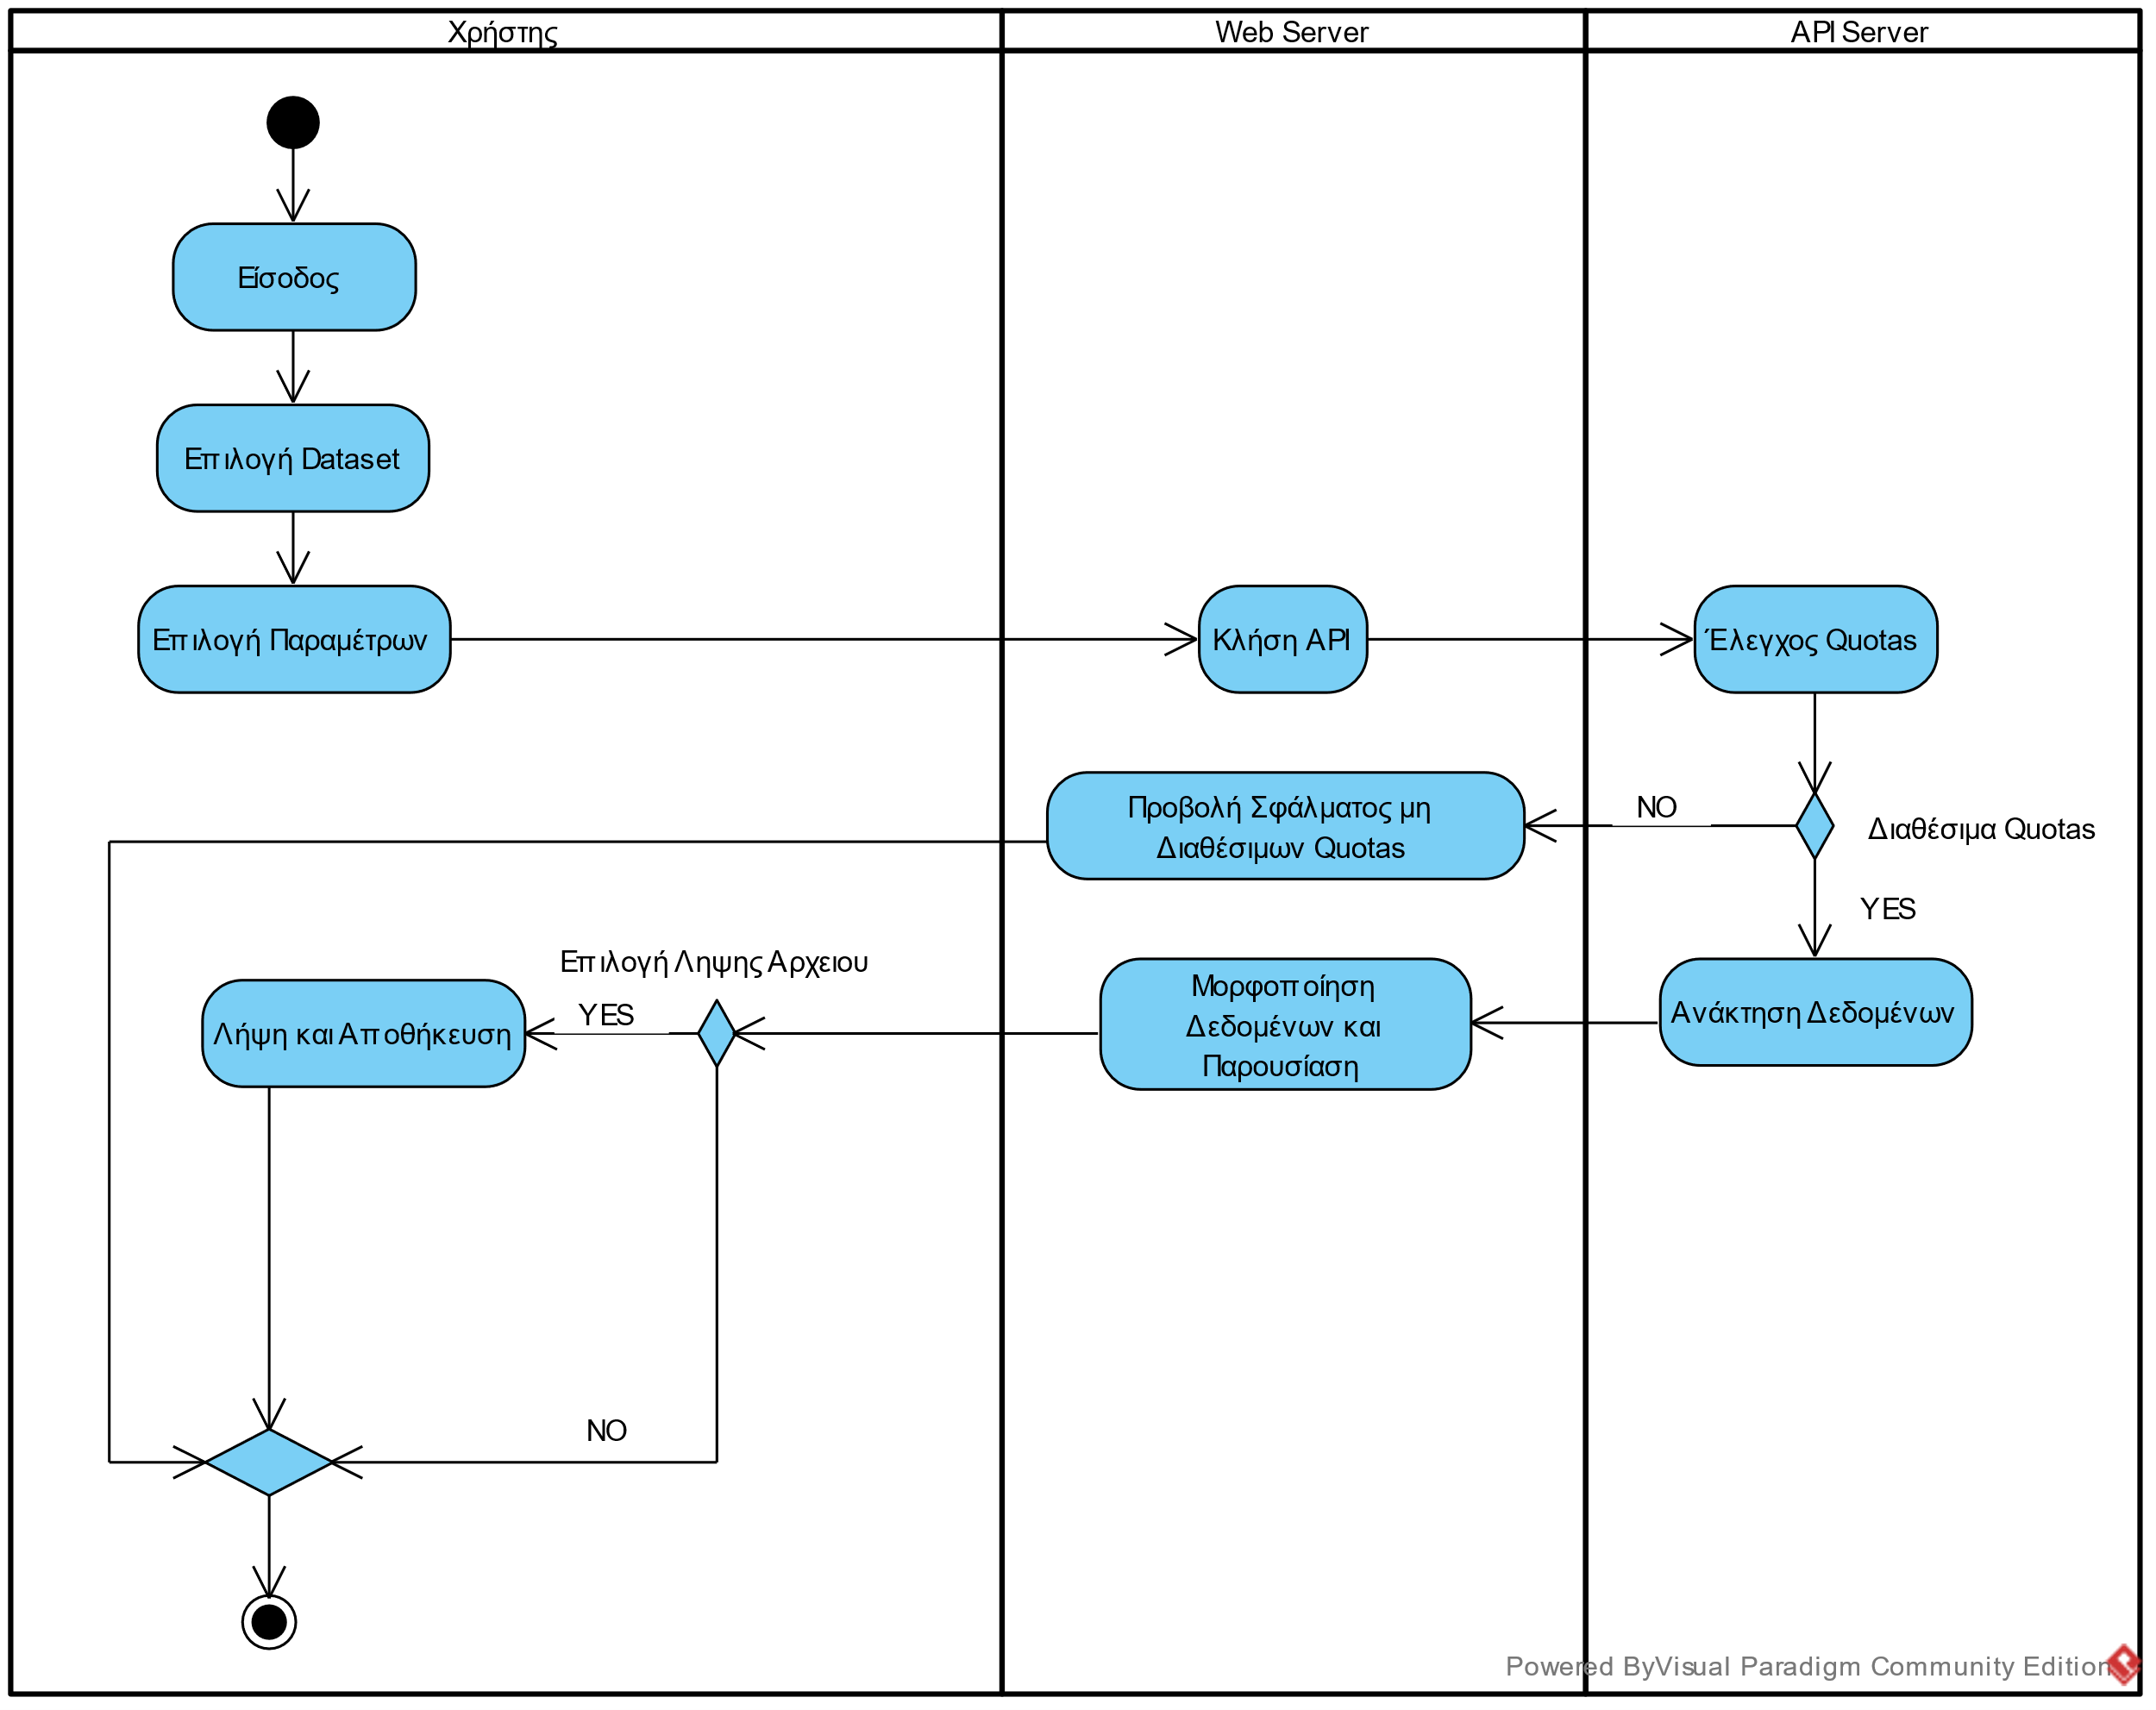 Χρήστης
Web Server
API Server
Είσοδος
Επιλογή Dataset
Επιλογή Παραμέτρων
Κλήση API
Έλεγχος Quotas
Προβολή Σφάλματος μη
Διαθέσιμων Quotas
NO
Διαθέσιμα Quotas
YES
Επιλογή Ληψης Αρχειου
Λήψη και Αποθήκευση
YES
Μορφοποίηση
Δεδομένων και
Παρουσίαση
Ανάκτηση Δεδομένων
NO
Powered By Visual Paradigm Community Edition